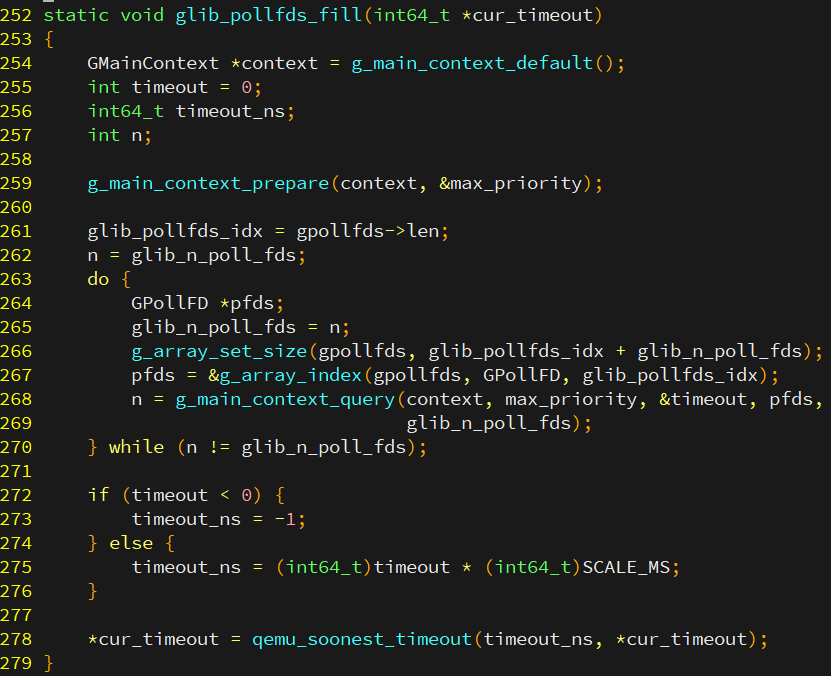 252 static void glib_pollfds_fill(int64_t *cur_timeout)
253 {
254     GMainContext *context = g_main_context_default();
255     int timeout = 0;
256     int64_t timeout_ns;
257     int n;
258
259     g_main_context_prepare(context, &max_priority);
260
261     glib_pollfds_idx = gpollfds->len;
262     n = glib_n_poll_fds;
263     do {
264         GPollFD *pfds;
265         glib_n_poll_fds = n;
266         g_array_set_size(gpollfds, glib_pollfds_idx + glib_n_poll_fds);
267         pfds = &g_array_index(gpollfds, GPollFD, glib_pollfds_idx);
268         n = g_main_context_query(context, max_priority, &timeout, pfds,
269                                  glib_n_poll_fds);
270     } while (n != glib_n_poll_fds);
271
272     if (timeout < 0) {
273         timeout_ns = -1;
274     } else {
275         timeout_ns = (int64_t)timeout * (int64_t)SCALE_MS;
276     }
277
278     *cur_timeout = qemu_soonest_timeout(timeout_ns, *cur_timeout);
279 }